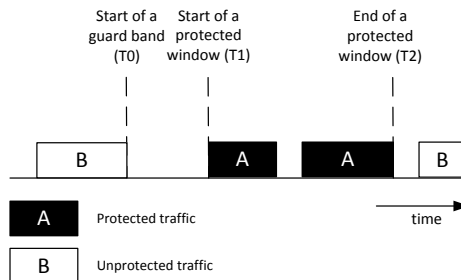 Start of a
guard band
(T0)
Start of a
protected
window (T1)
End of a
protected
window (T2)
B
A
A
B
time
A
Protected traffic
B
Unprotected traffic